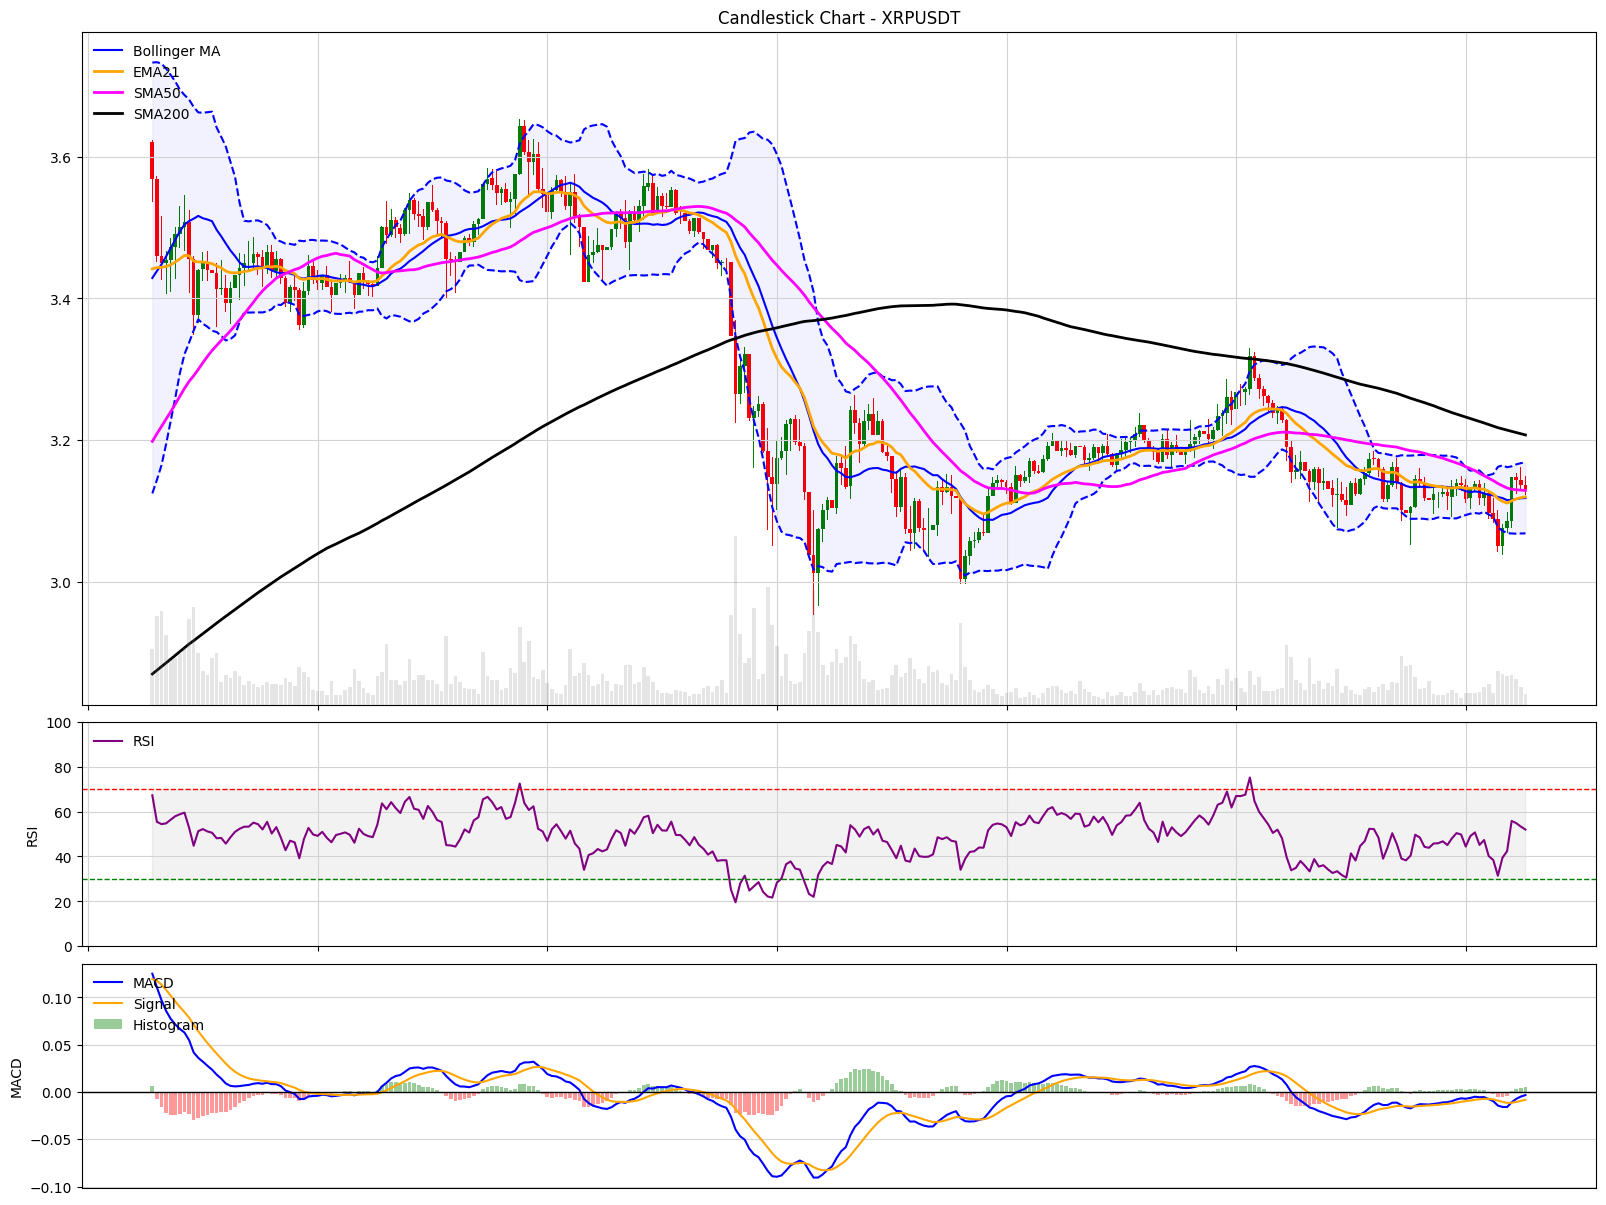 Candlestick Chart - XRPUSDT
Bollinger MA
EMA21
SMA50
SMA200
3.6
3.4
3.2
3.0
RSI
100
80
60
40
20
0
RSI
MACD
Signal
Histogram
0.10
0.05
0.00
−0.05
−0.10
MACD